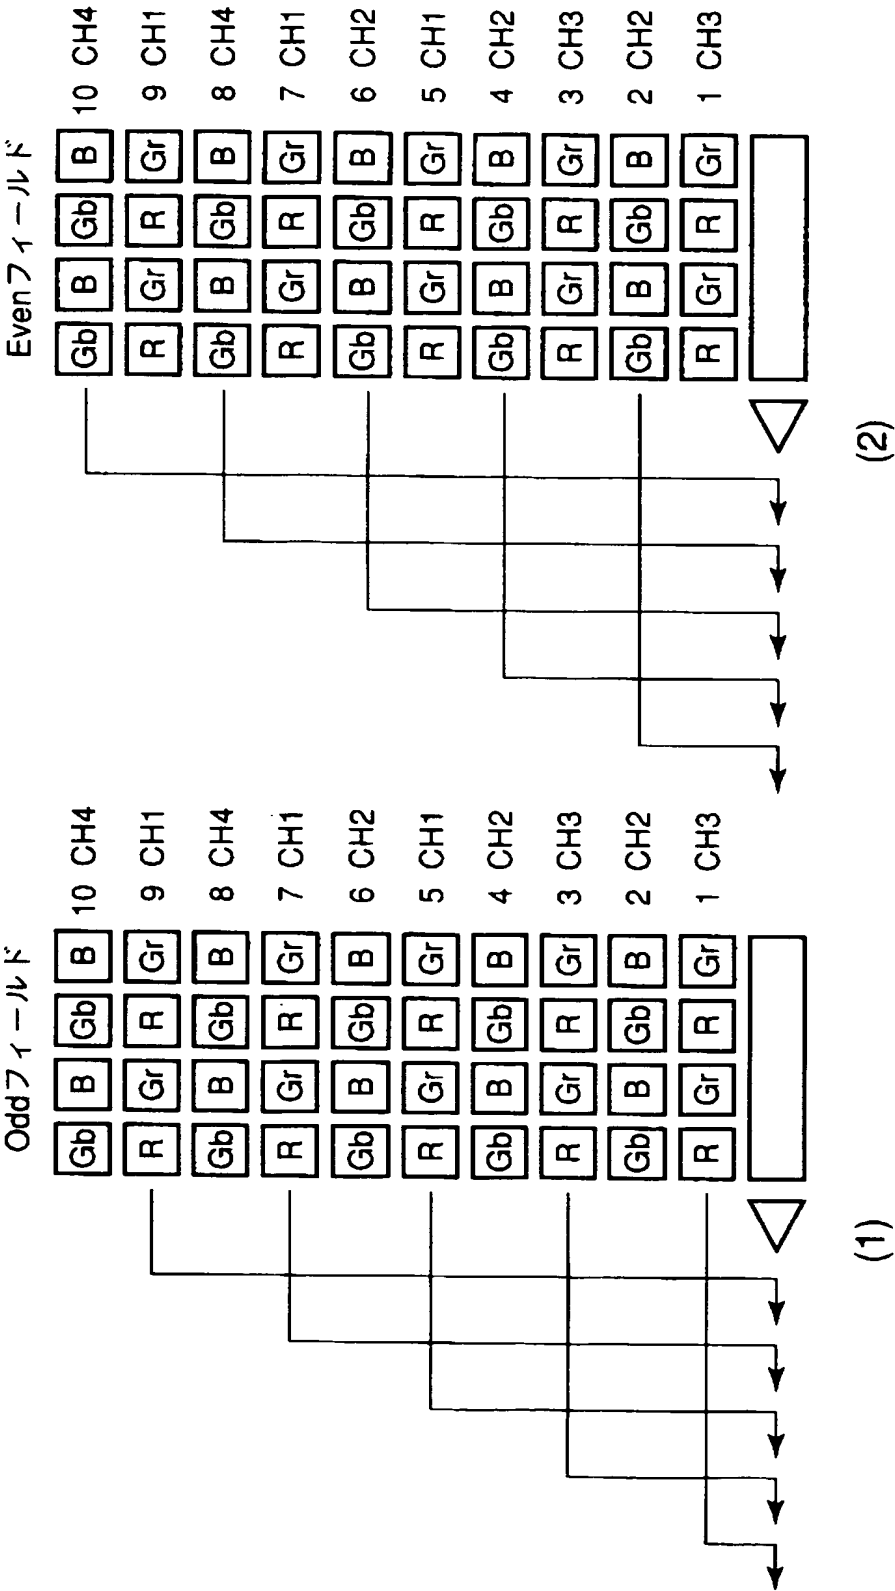 Oddフィールド
Gb B Gb B 10 CH4
R Gr R Gr 9 CH1
Gb B Gb B 8 CH4
R Gr R Gr 7 CH1
Gb B Gb B 6 CH2
R Gr R Gr 5 CH1
Gb B Gb B 4 CH2
R Gr R Gr 3 CH3
Gb B Gb B 2 CH2
R Gr R Gr 1 CH3
(1)
Evenフィールド
Gb B Gb B 10 CH4
R Gr R Gr 9 CH1
Gb B Gb B 8 CH4
R Gr R Gr 7 CH1
Gb B Gb B 6 CH2
R Gr R Gr 5 CH1
Gb B Gb B 4 CH2
R Gr R Gr 3 CH3
Gb B Gb B 2 CH2
R Gr R Gr 1 CH3
(2)